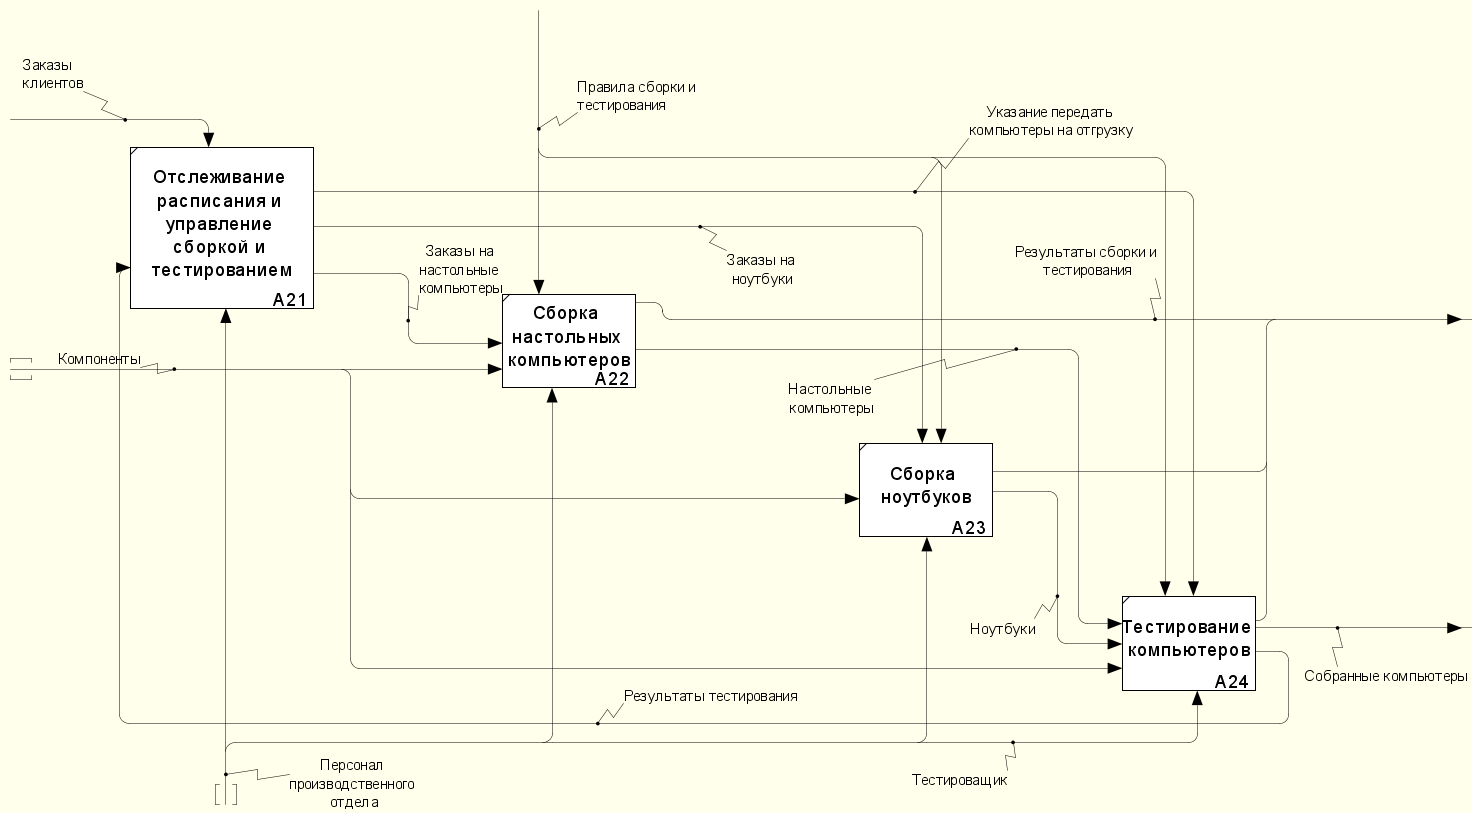 Заказы
клиентов
Правила сборки и
тестирования
Указание передать
компьютеры на отгрузку
Отслеживание
расписания и
управление
сборкой и
тестированием
A21
Заказы на
настольные
компьютеры
Заказы на
ноутбуки
Результаты сборки и
тестирования
Сборка
настольных
компьютеров
A22
Компоненты
Настольные
компьютеры
Сборка
ноутбуков
A23
Ноутбуки
Тестирование
компьютеров
A24
Собранные компьютеры
Результаты тестирования
Персонал
производственного
отдела
Тестироващик